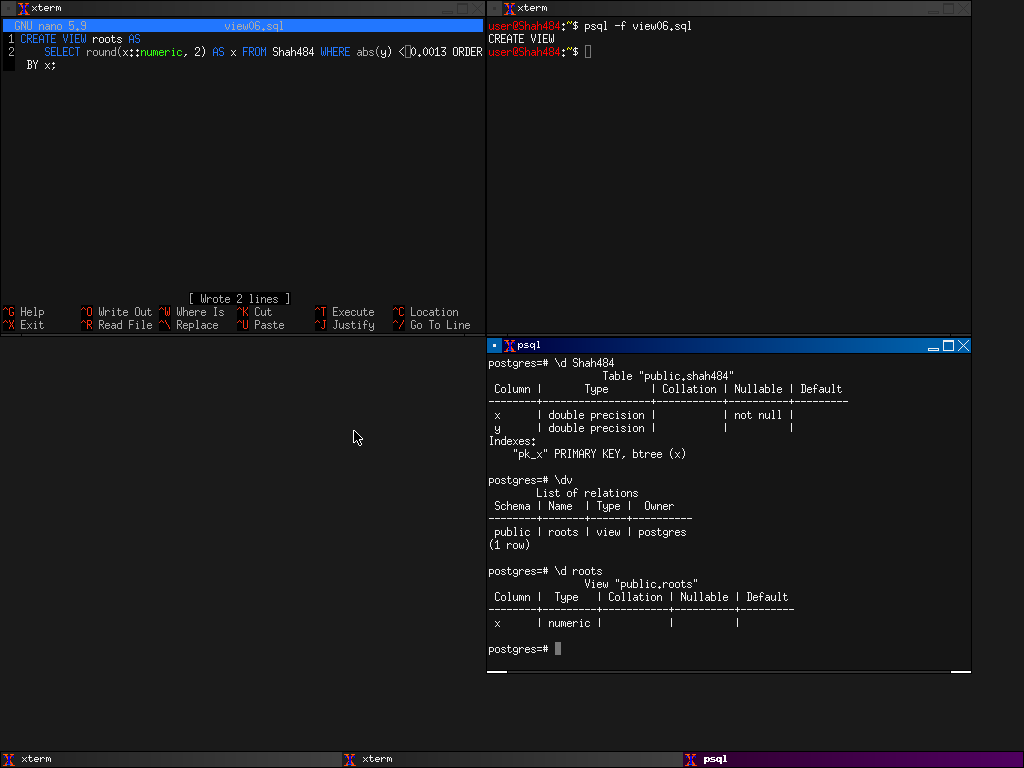 xterm
GNU nano 5.9 view06.sql
1 CREATE VIEW roots AS
2 SELECT round(x::numeric, 2) AS x FROM Shah484 WHERE abs(y) < 0.0013 ORDER
BY x;
[ Wrote 2 lines ]
^G Help ^O Write Out ^W Where Is ^K Cut ^T Execute ^C Location
^X Exit ^R Read File ^\ Replace ^U Paste ^J Justify ^/ Go To Line
xterm
user@Shah484:~$ psql -f view06.sql
CREATE VIEW
user@Shah484:~$
psql
postgres=# \d Shah484
Table "public.shah484"
Column | Type | Collation | Nullable | Default
--------+------------------+-----------+----------+---------
x | double precision | | not null |
y | double precision | | |
Indexes:
"pk_x" PRIMARY KEY, btree (x)
postgres=# \dv
List of relations
Schema | Name | Type | Owner
--------+-------+------+----------
public | roots | view | postgres
(1 row)
postgres=# \d roots
View "public.roots"
Column | Type | Collation | Nullable | Default
--------+---------+-----------+----------+---------
x | numeric | | |
postgres=#
xterm xterm psql